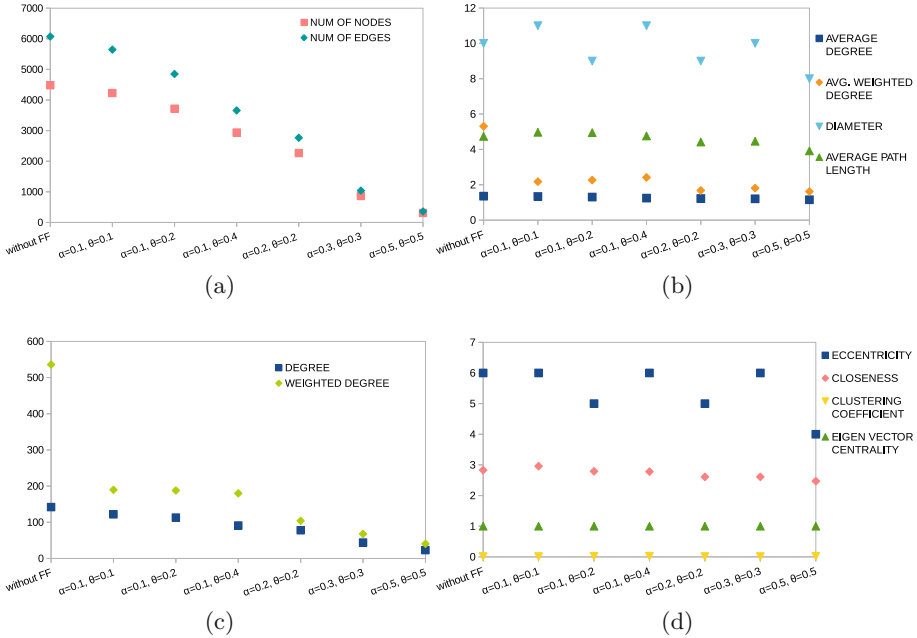 7000
6000
5000
4000
3000
2000
1000
0
NUM OF NODES
NUM OF EDGES
without FF
α=0.1, θ=0.1
α=0.1, θ=0.2
α=0.1, θ=0.4
α=0.2, θ=0.2
α=0.3, θ=0.3
α=0.5, θ=0.5
(a)
12
10
8
6
4
2
0
AVERAGE
DEGREE
AVG. WEIGHTED
DEGREE
DIAMETER
AVERAGE PATH
LENGTH
without FF
α=0.1, θ=0.1
α=0.1, θ=0.2
α=0.1, θ=0.4
α=0.2, θ=0.2
α=0.3, θ=0.3
α=0.5, θ=0.5
(b)
600
500
400
300
200
100
0
DEGREE
WEIGHTED DEGREE
without FF
α=0.1, θ=0.1
α=0.1, θ=0.2
α=0.1, θ=0.4
α=0.2, θ=0.2
α=0.3, θ=0.3
α=0.5, θ=0.5
(c)
7
6
5
4
3
2
1
0
ECCENTRICITY
CLOSENESS
CLUSTERING
COEFFICIENT
EIGEN VECTOR
CENTRALITY
without FF
α=0.1, θ=0.1
α=0.1, θ=0.2
α=0.1, θ=0.4
α=0.2, θ=0.2
α=0.3, θ=0.3
α=0.5, θ=0.5
(d)